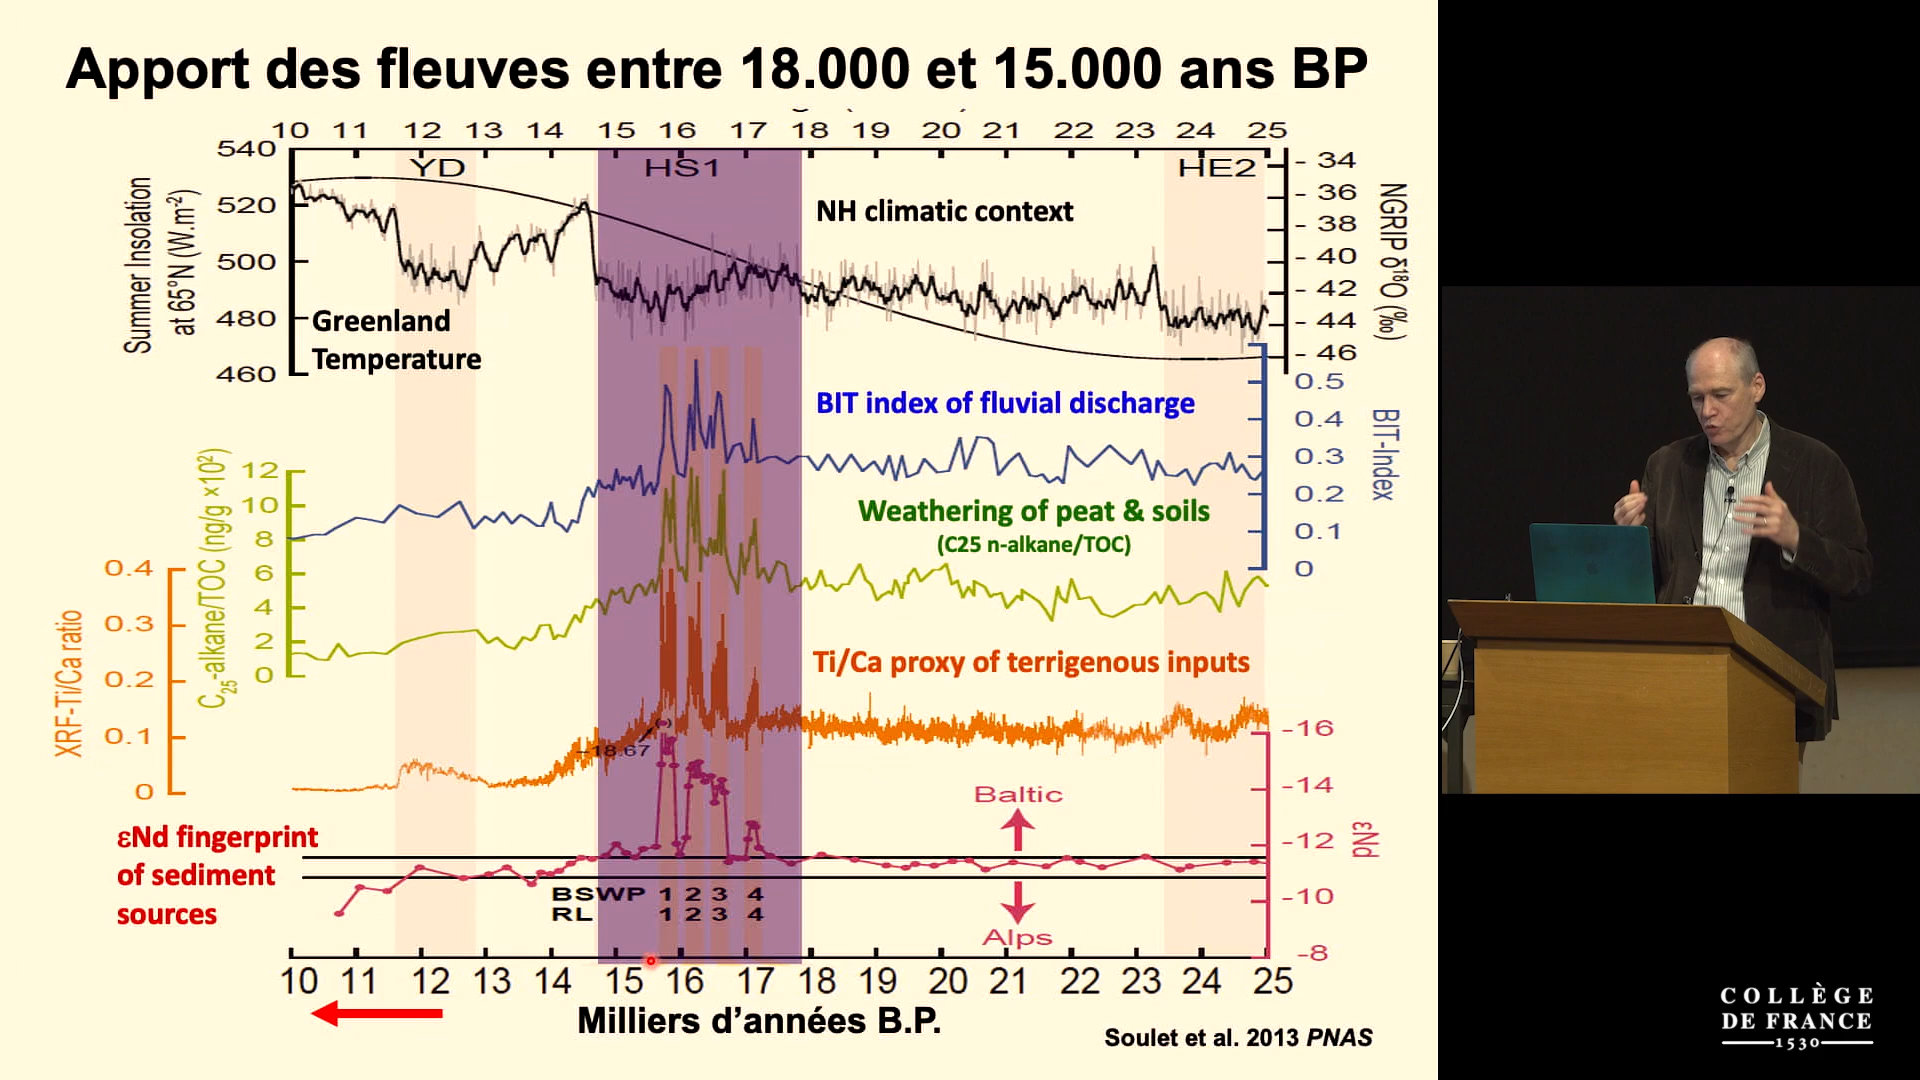 Apport des fleuves entre 18.000 et 15.000 ans BP
10 11 12 13 14 15 16 17 18 19 20 21 22 23 24 25
540
520
500
480
460
Summer Insolation
at 65°N (W.m-2)
YD
HS1
HE2
NH climatic context
Greenland
Temperature
- 34
- 36
- 38
- 40
- 42
- 44
- 46
NGRIP δ18O (‰)
BIT index of fluvial discharge
0.5
0.4
0.3
0.2
0.1
0
BIT-Index
12
10
8
6
4
2
0
C25-alkane/TOC (ng/g x10²)
Weathering of peat & soils
(C25 n-alkane/TOC)
0.4
0.3
0.2
0.1
0
XRF-Ti/Ca ratio
Ti/Ca proxy of terrigenous inputs
-18.67
-16
-14
-12
-10
-8
εNd
Baltic
Alps
εNd fingerprint
of sediment
sources
BSWP 1 2 3 4
RL 1 2 3 4
10 11 12 13 14 15 16 17 18 19 20 21 22 23 24 25
Milliers d’années B.P.
Soulet et al. 2013 PNAS
COLLÈGE
DE FRANCE
1530